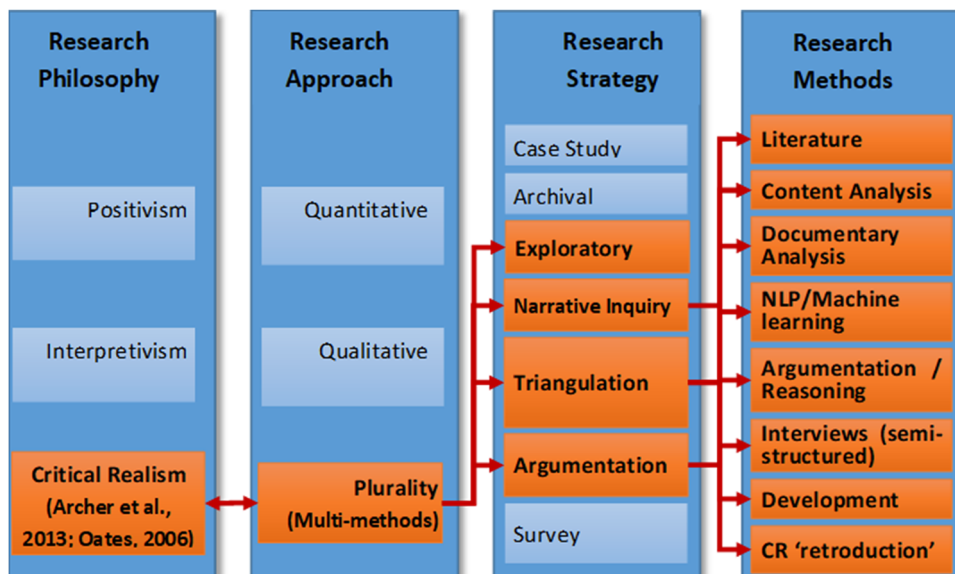 Research
Philosophy
Positivism
Interpretivism
Critical Realism
(Archer et al.,
2013; Oates, 2006)
Research
Approach
Quantitative
Qualitative
Plurality
(Multi-methods)
Research
Strategy
Case Study
Archival
Exploratory
Narrative Inquiry
Triangulation
Argumentation
Survey
Research
Methods
Literature
Content Analysis
Documentary
Analysis
NLP/Machine
learning
Argumentation /
Reasoning
Interviews (semi-
structured)
Development
CR ‘retroduction’